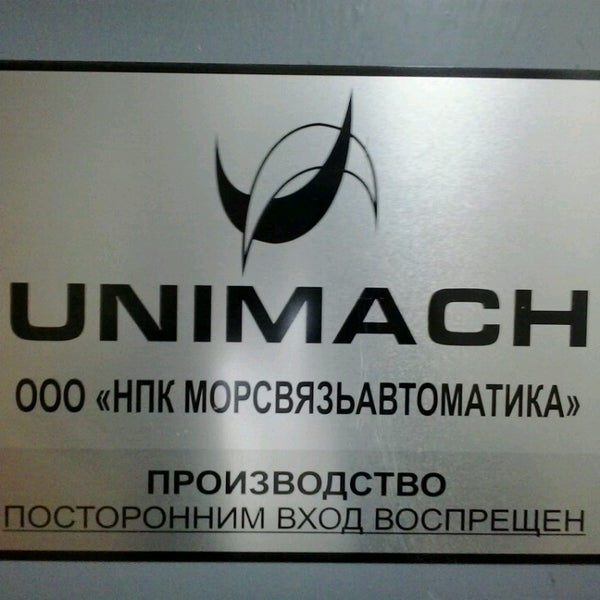 UNIMACH
ООО «НПК МОРСВЯЗЬАВТОМАТИКА»
ПРОИЗВОДСТВО
ПОСТОРОННИМ ВХОД ВОСПРЕЩЕН